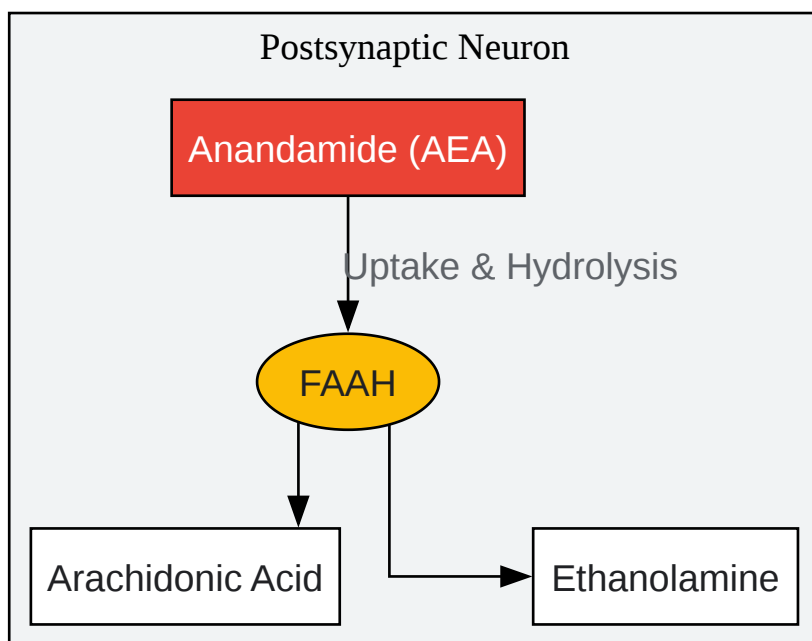 Postsynaptic Neuron
Anandamide (AEA)
Uptake & Hydrolysis
FAAH
Arachidonic Acid
Ethanolamine